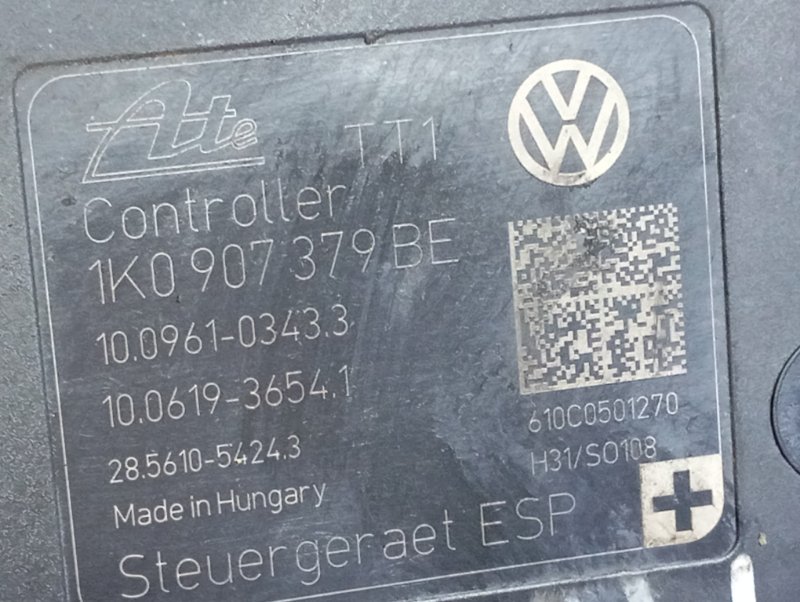 Ate
TT1
Controller
1K0 907 379 BE
10.0961-0343.3
10.0619-3654.1
28.5610-5424.3
Made in Hungary
Steuergeraet ESP
610C0501270
H31/SO108